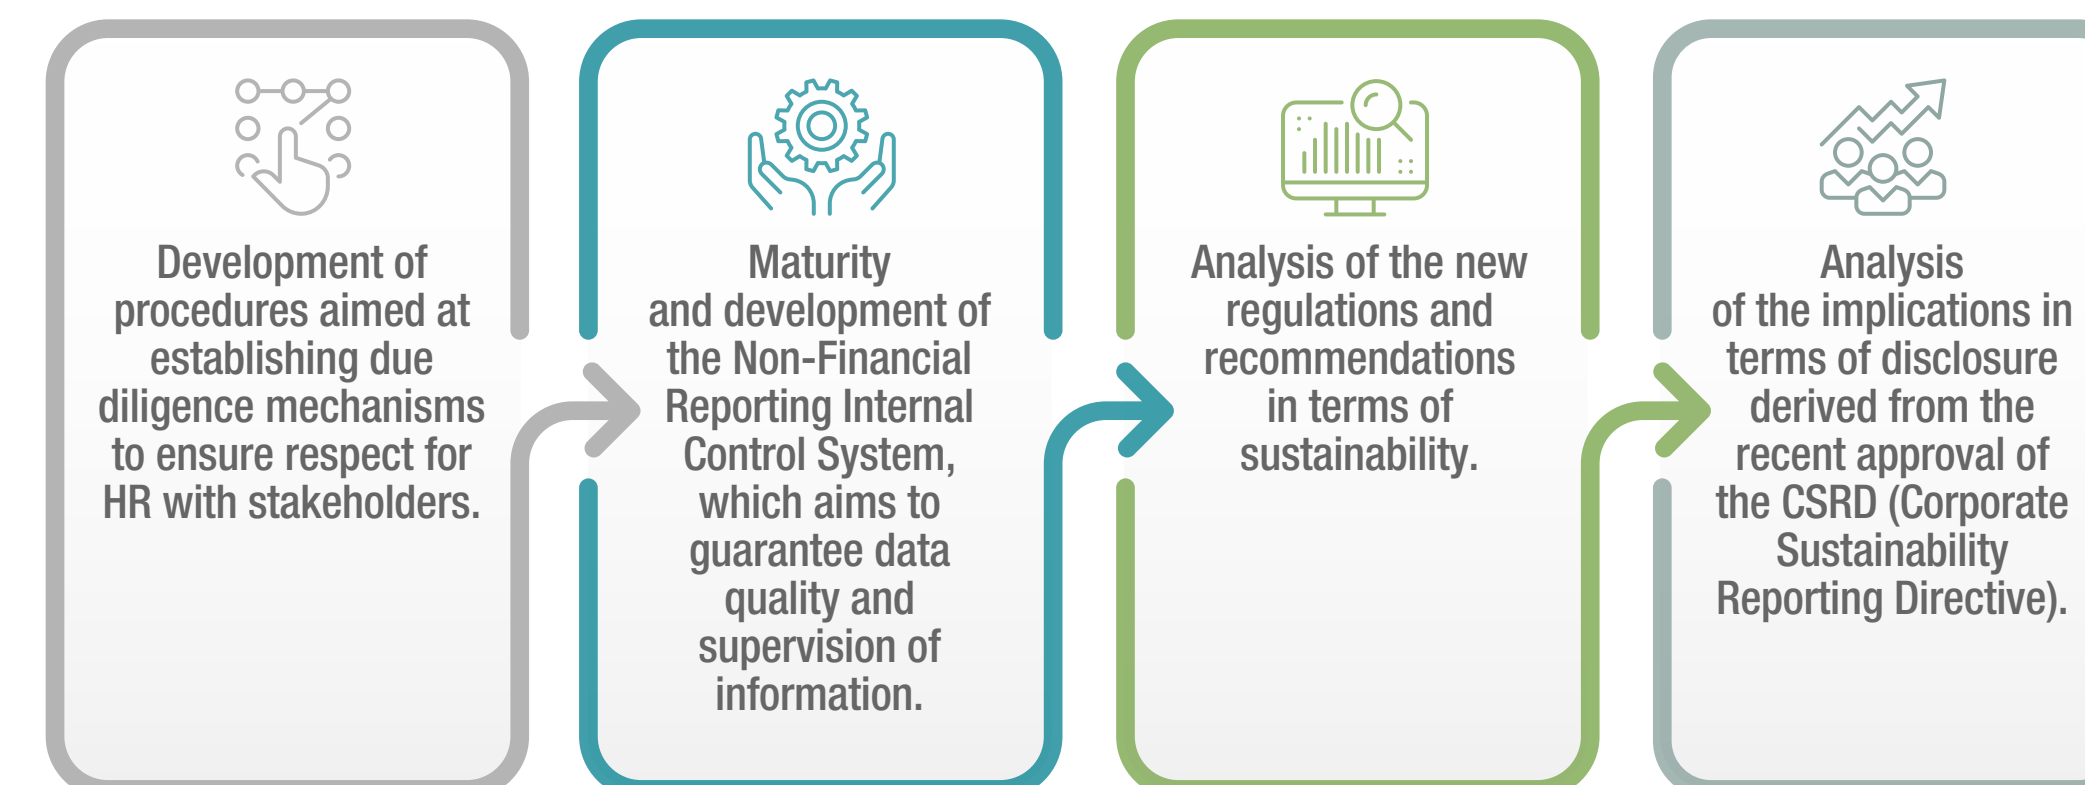 Development of
procedures aimed at
establishing due
diligence mechanisms
to ensure respect for
HR with stakeholders.
Maturity
and development of
the Non-Financial
Reporting Internal
Control System,
which aims to
guarantee data
quality and
supervision of
information.
Analysis of the new
regulations and
recommendations
in terms of
sustainability.
Analysis
of the implications in
terms of disclosure
derived from the
recent approval of
the CSRD (Corporate
Sustainability
Reporting Directive).